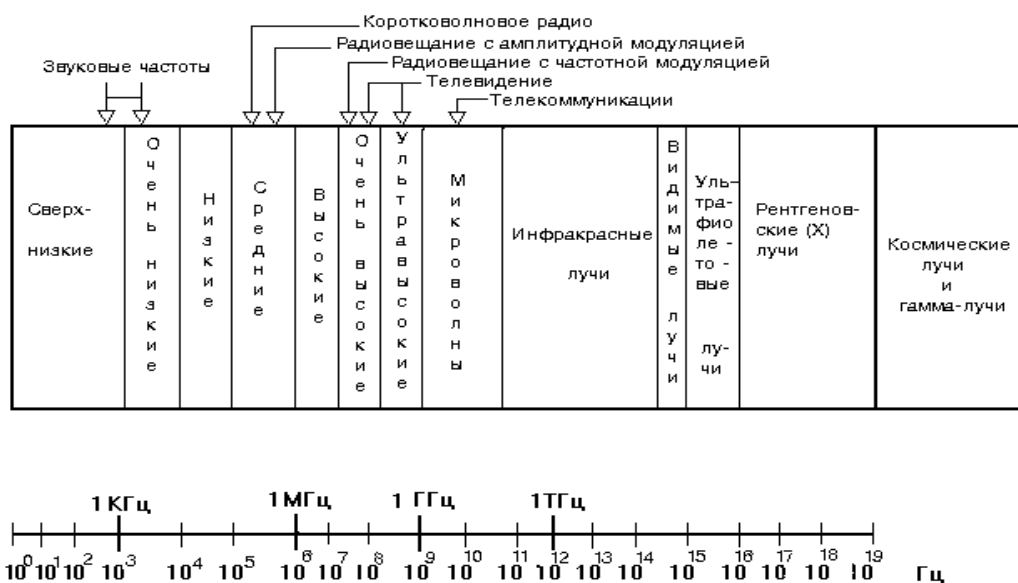 Коротковолновое радио
Радиовещание с амплитудной модуляцией
Звуковые частоты
Радиовещание с частотной модуляцией
Телевидение
Телекоммуникации
Сверх-
низкие
Очень низкие
Низкие
Средние
Высокие
Очень высокие
Ультравысокие
Микроволны
Инфракрасные
лучи
Видимые лучи
Уль-
тра-
фио
ле -
то -
вые
лу-
чи
Рентгенов-
ские (X)
лучи
Космические
лучи
и
гамма-лучи
1 КГц 1 МГц 1 ГГц 1ТГц
10⁰ 10¹ 10² 10³ 10⁴ 10⁵ 10⁶ 10⁷ 10⁸ 10⁹ 10¹⁰ 10¹¹ 10¹² 10¹³ 10¹⁴ 10¹⁵ 10¹⁶ 10¹⁷ 10¹⁸ 10¹⁹ Гц